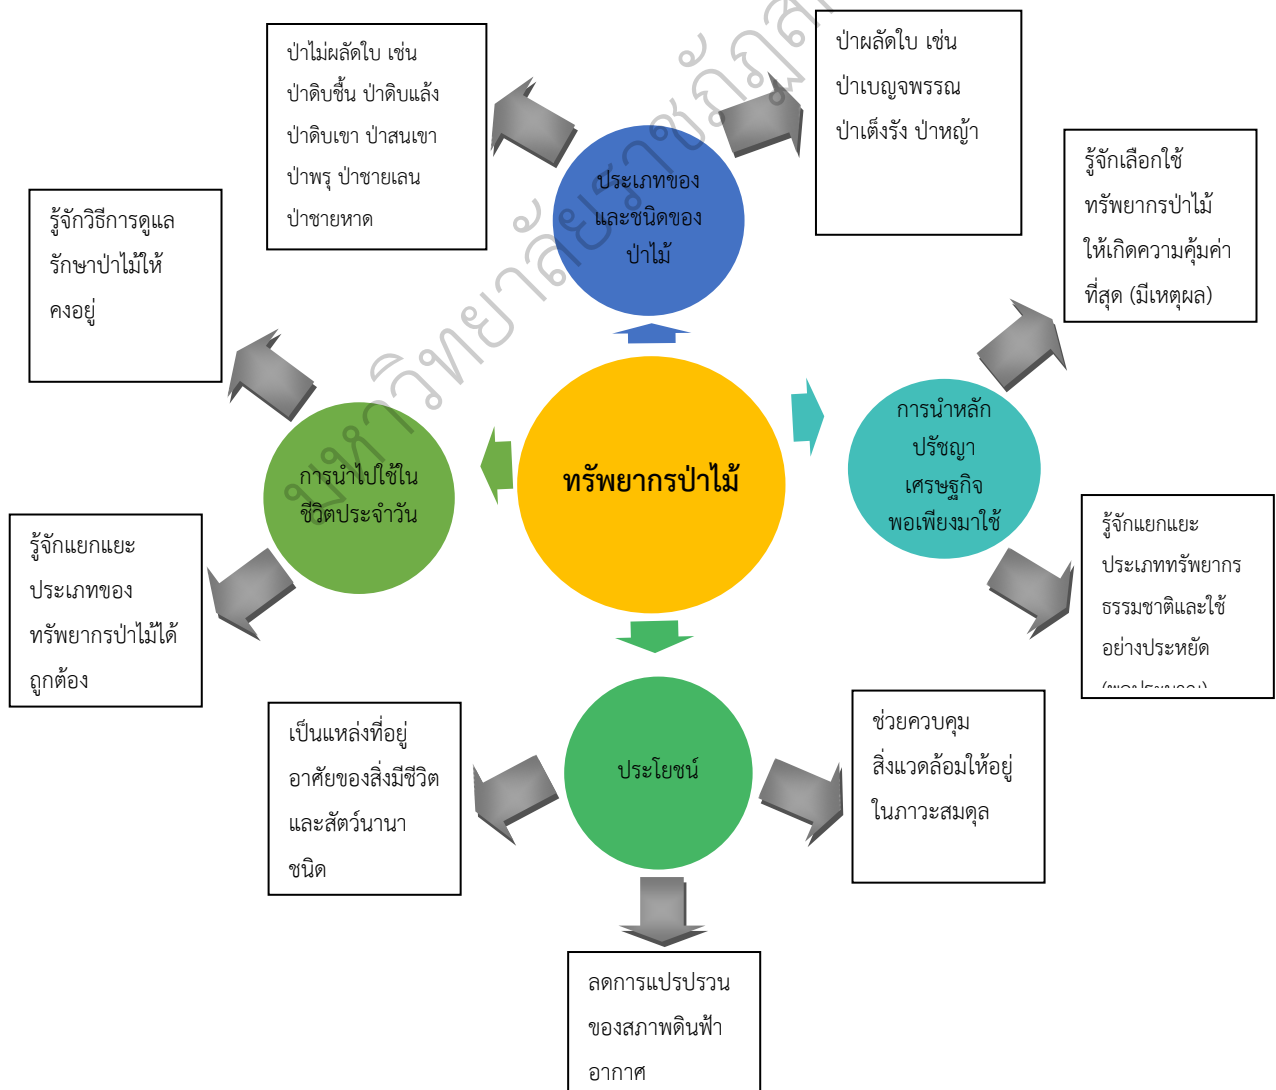 ป่าไม่ผลัดใบ เช่น
ป่าดิบชื้น ป่าดิบแล้ง
ป่าดิบเขา ป่าสนเขา
ป่าพรุ ป่าชายเลน
ป่าชายหาด
ป่าผลัดใบ เช่น
ป่าเบญจพรรณ
ป่าเต็งรัง ป่าหญ้า
ประเภทของ
และชนิดของ
ป่าไม้
รู้จักเลือกใช้
ทรัพยากรป่าไม้
ให้เกิดความคุ้มค่า
ที่สุด (มีเหตุผล)
รู้จักวิธีการดูแล
รักษาป่าไม้ให้
คงอยู่
การนำหลัก
ปรัชญา
เศรษฐกิจ
พอเพียงมาใช้
ทรัพยากรป่าไม้
การนำไปใช้ใน
ชีวิตประจำวัน
รู้จักแยกแยะ
ประเภทของ
ทรัพยากรป่าไม้ได้
ถูกต้อง
รู้จักแยกแยะ
ประเภททรัพยากร
ธรรมชาติและใช้
อย่างประหยัด
(พอประมาณ)
เป็นแหล่งที่อยู่
อาศัยของสิ่งมีชีวิต
และสัตว์นานา
ชนิด
ประโยชน์
ช่วยควบคุม
สิ่งแวดล้อมให้อยู่
ในภาวะสมดุล
ลดการแปรปรวน
ของสภาพดินฟ้า
อากาศ
มหาวิทยาลัยราชภัฏ